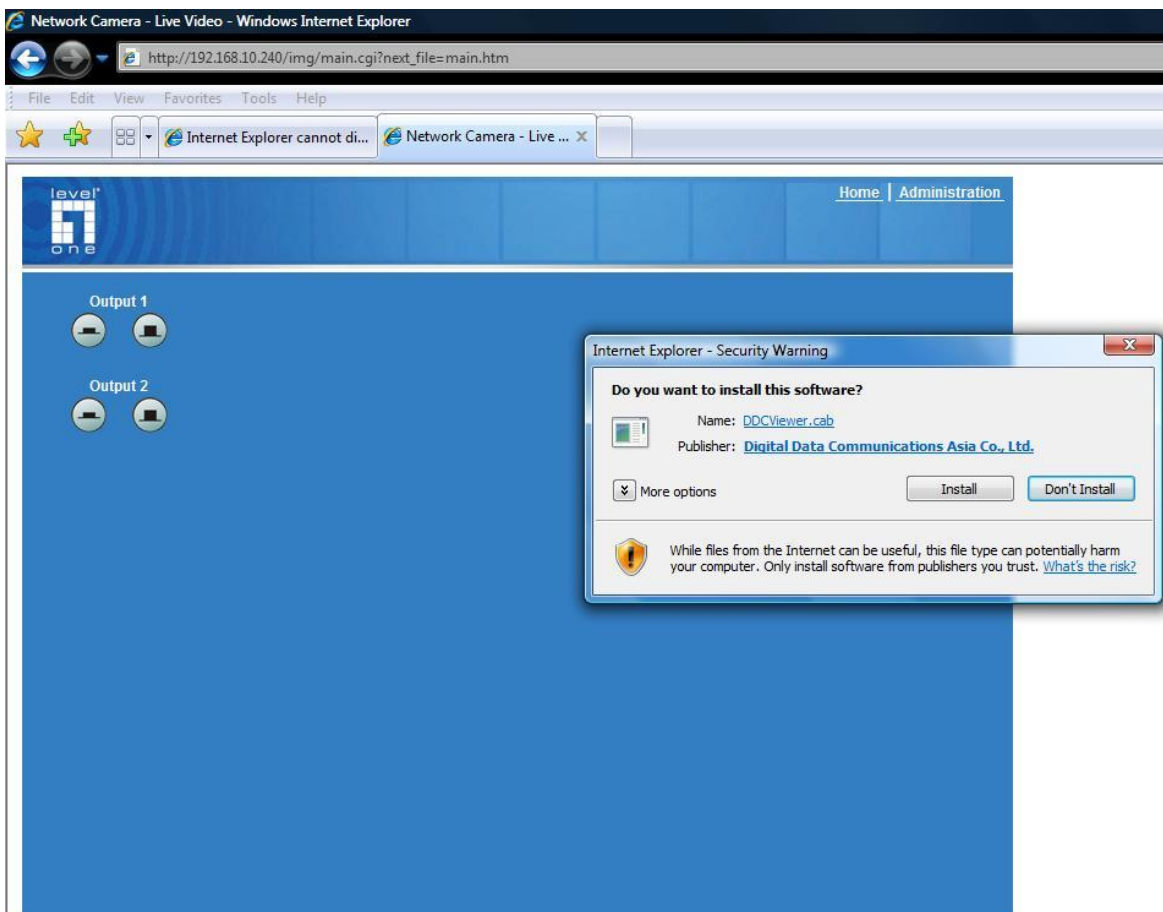 Network Camera - Live Video - Windows Internet Explorer
http://192.168.10.240/img/main.cgi?next_file=main.htm
File Edit View Favorites Tools Help
Internet Explorer cannot di... Network Camera - Live ...
level one
Home | Administration
Output 1
Output 2
Internet Explorer - Security Warning
Do you want to install this software?
Name: DDCViewer.cab
Publisher: Digital Data Communications Asia Co., Ltd.
More options Install Don't Install
While files from the Internet can be useful, this file type can potentially harm
your computer. Only install software from publishers you trust. What's the risk?